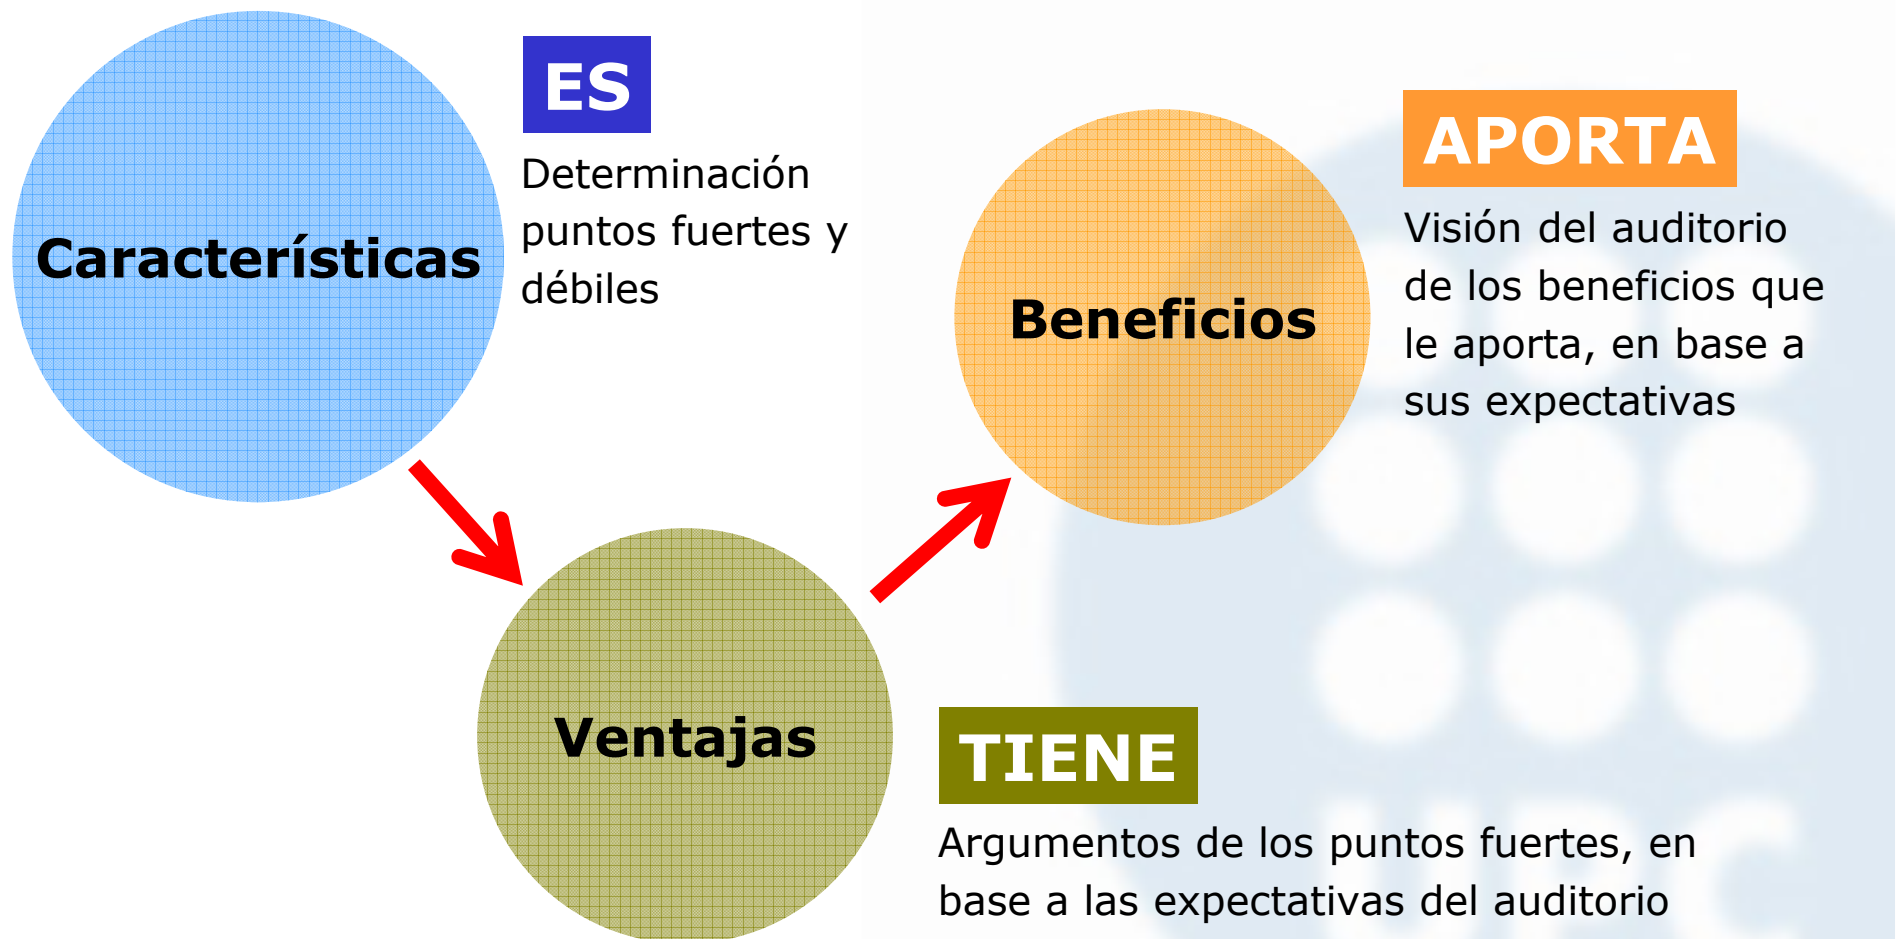 Características
ES
Determinación
puntos fuertes y
débiles
Ventajas
TIENE
Argumentos de los puntos fuertes, en
base a las expectativas del auditorio
Beneficios
APORTA
Visión del auditorio
de los beneficios que
le aporta, en base a
sus expectativas
UPC